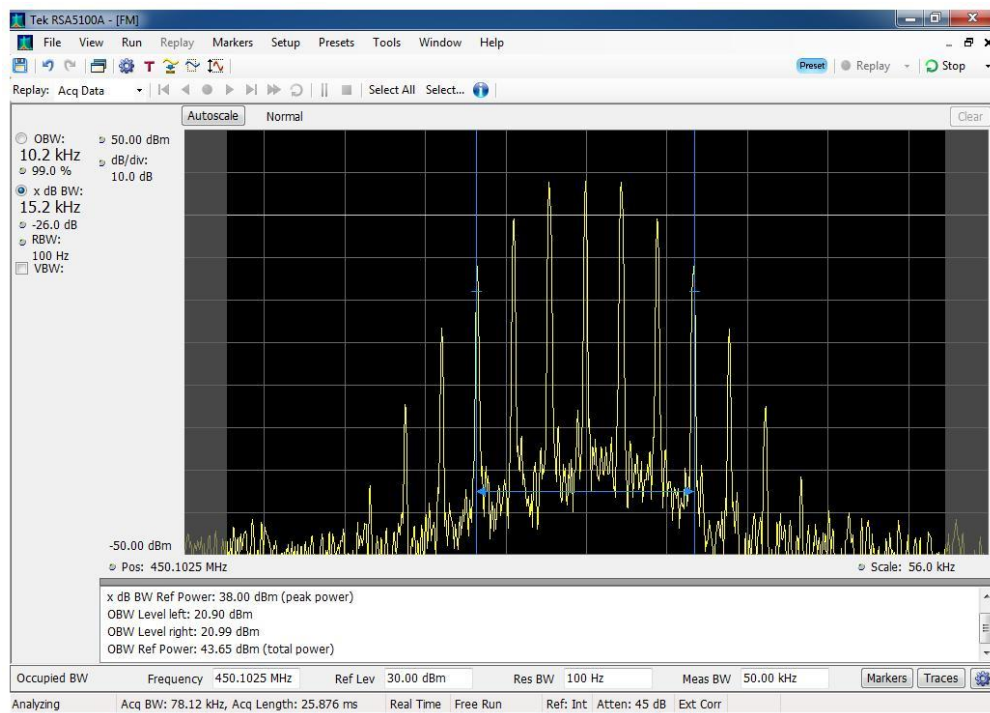 Tek RSA5100A - [FM]
File View Run Replay Markers Setup Presets Tools Window Help
T Preset Replay Stop
Replay: Acq Data Select All Select...
Autoscale Normal Clear
OBW:
10.2 kHz
99.0 %
x dB BW:
15.2 kHz
-26.0 dB
RBW:
100 Hz
VBW:
50.00 dBm
dB/div:
10.0 dB
-50.00 dBm
Pos: 450.1025 MHz Scale: 56.0 kHz
x dB BW Ref Power: 38.00 dBm (peak power)
OBW Level left: 20.90 dBm
OBW Level right: 20.99 dBm
OBW Ref Power: 43.65 dBm (total power)
Occupied BW Frequency 450.1025 MHz Ref Lev 30.00 dBm Res BW 100 Hz Meas BW 50.00 kHz Markers Traces
Analyzing Acq BW: 78.12 kHz, Acq Length: 25.876 ms Real Time Free Run Ref: Int Atten: 45 dB Ext Corr